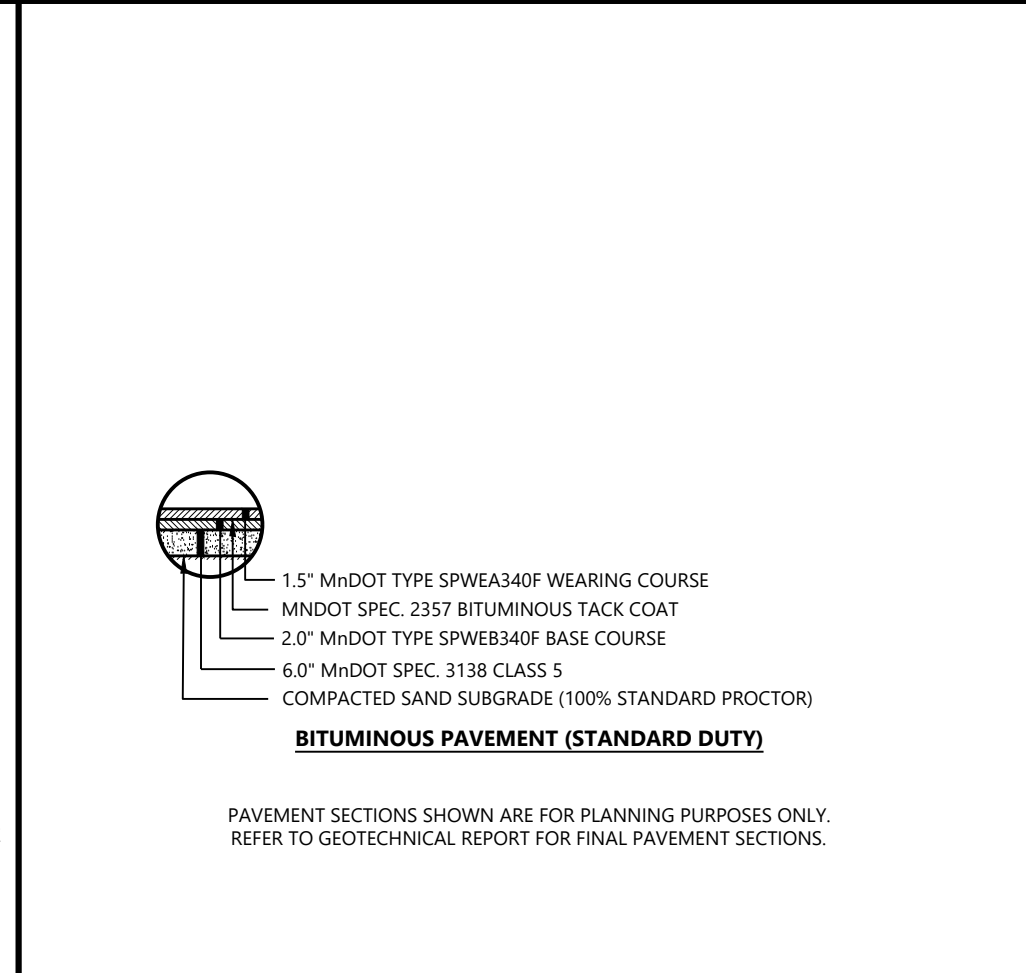 1.5" MnDOT TYPE SPWEA340F WEARING COURSE
MNDOT SPEC. 2357 BITUMINOUS TACK COAT
2.0" MnDOT TYPE SPWEB340F BASE COURSE
6.0" MnDOT SPEC. 3138 CLASS 5
COMPACTED SAND SUBGRADE (100% STANDARD PROCTOR)
BITUMINOUS PAVEMENT (STANDARD DUTY)
PAVEMENT SECTIONS SHOWN ARE FOR PLANNING PURPOSES ONLY.
REFER TO GEOTECHNICAL REPORT FOR FINAL PAVEMENT SECTIONS.